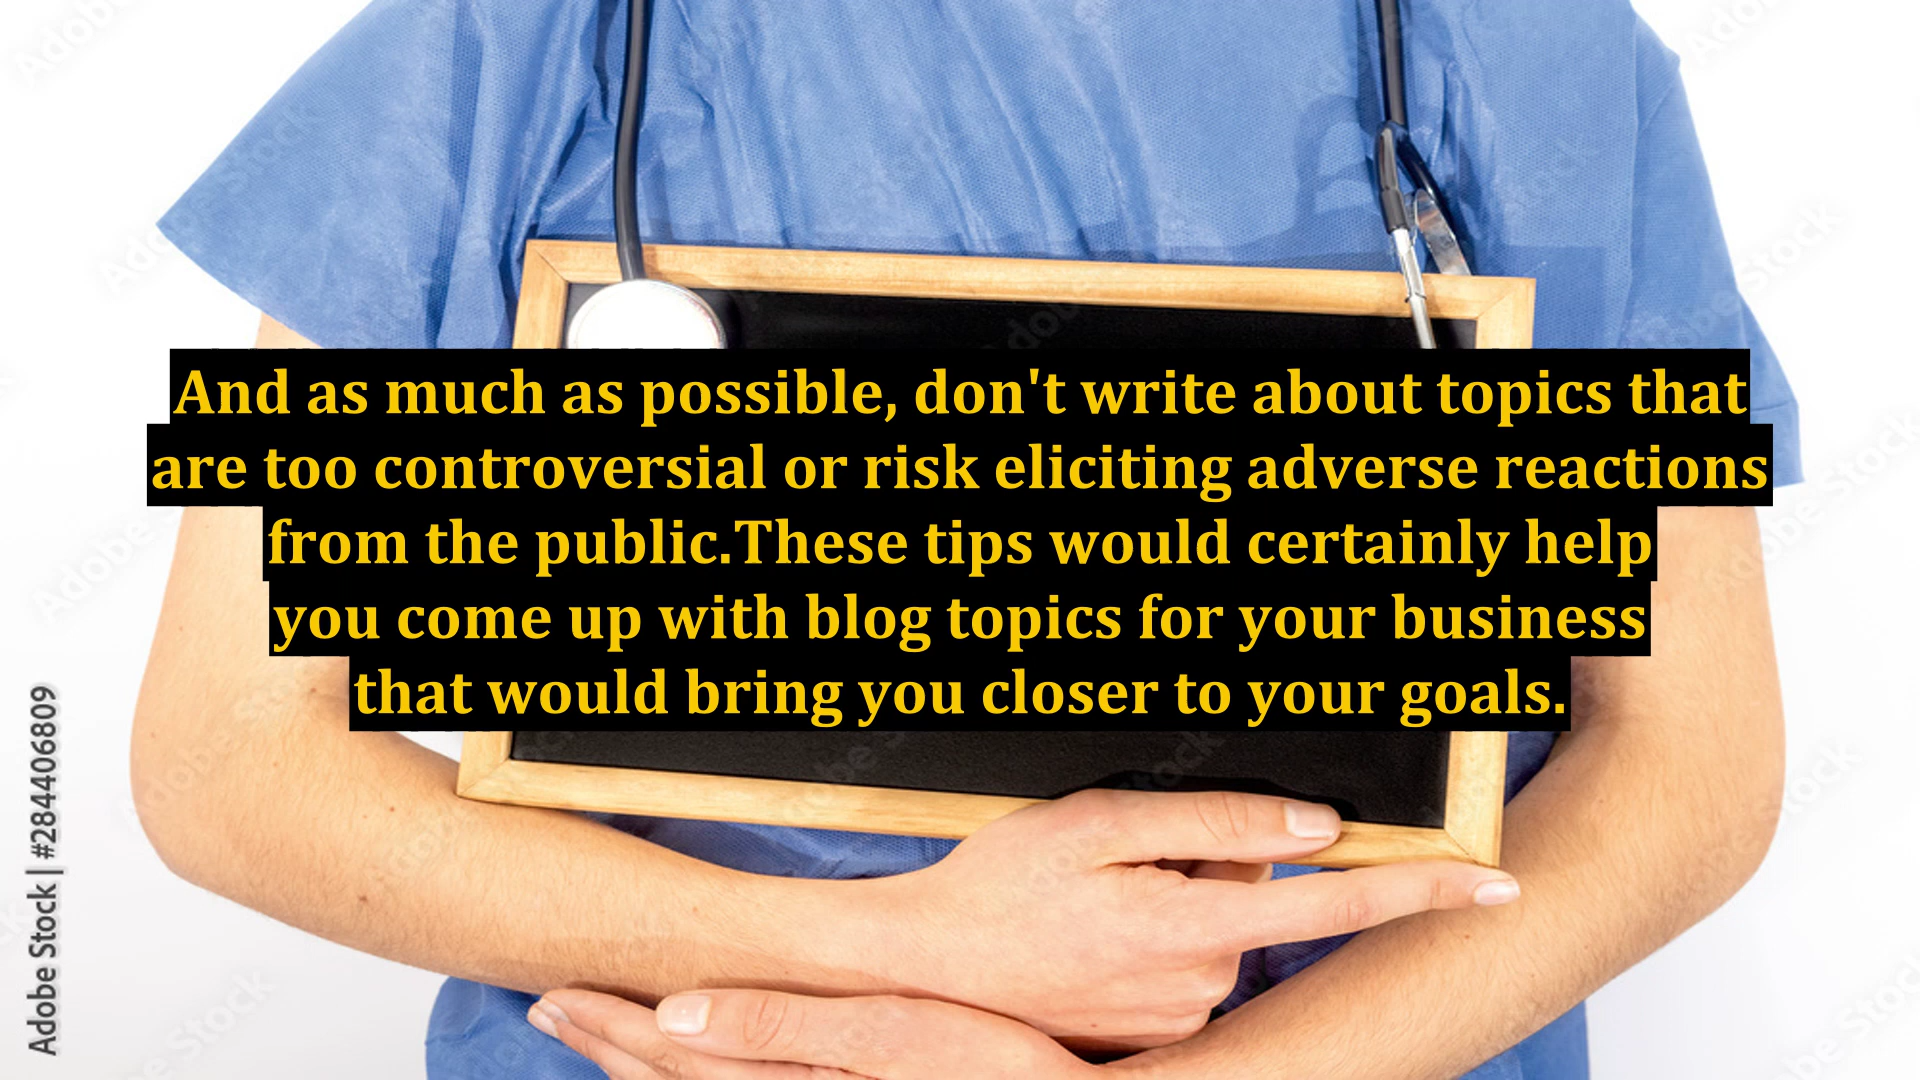 And as much as possible, don't write about topics that
are too controversial or risk eliciting adverse reactions
from the public.These tips would certainly help
you come up with blog topics for your business
that would bring you closer to your goals.
Adobe Stock | #284406809